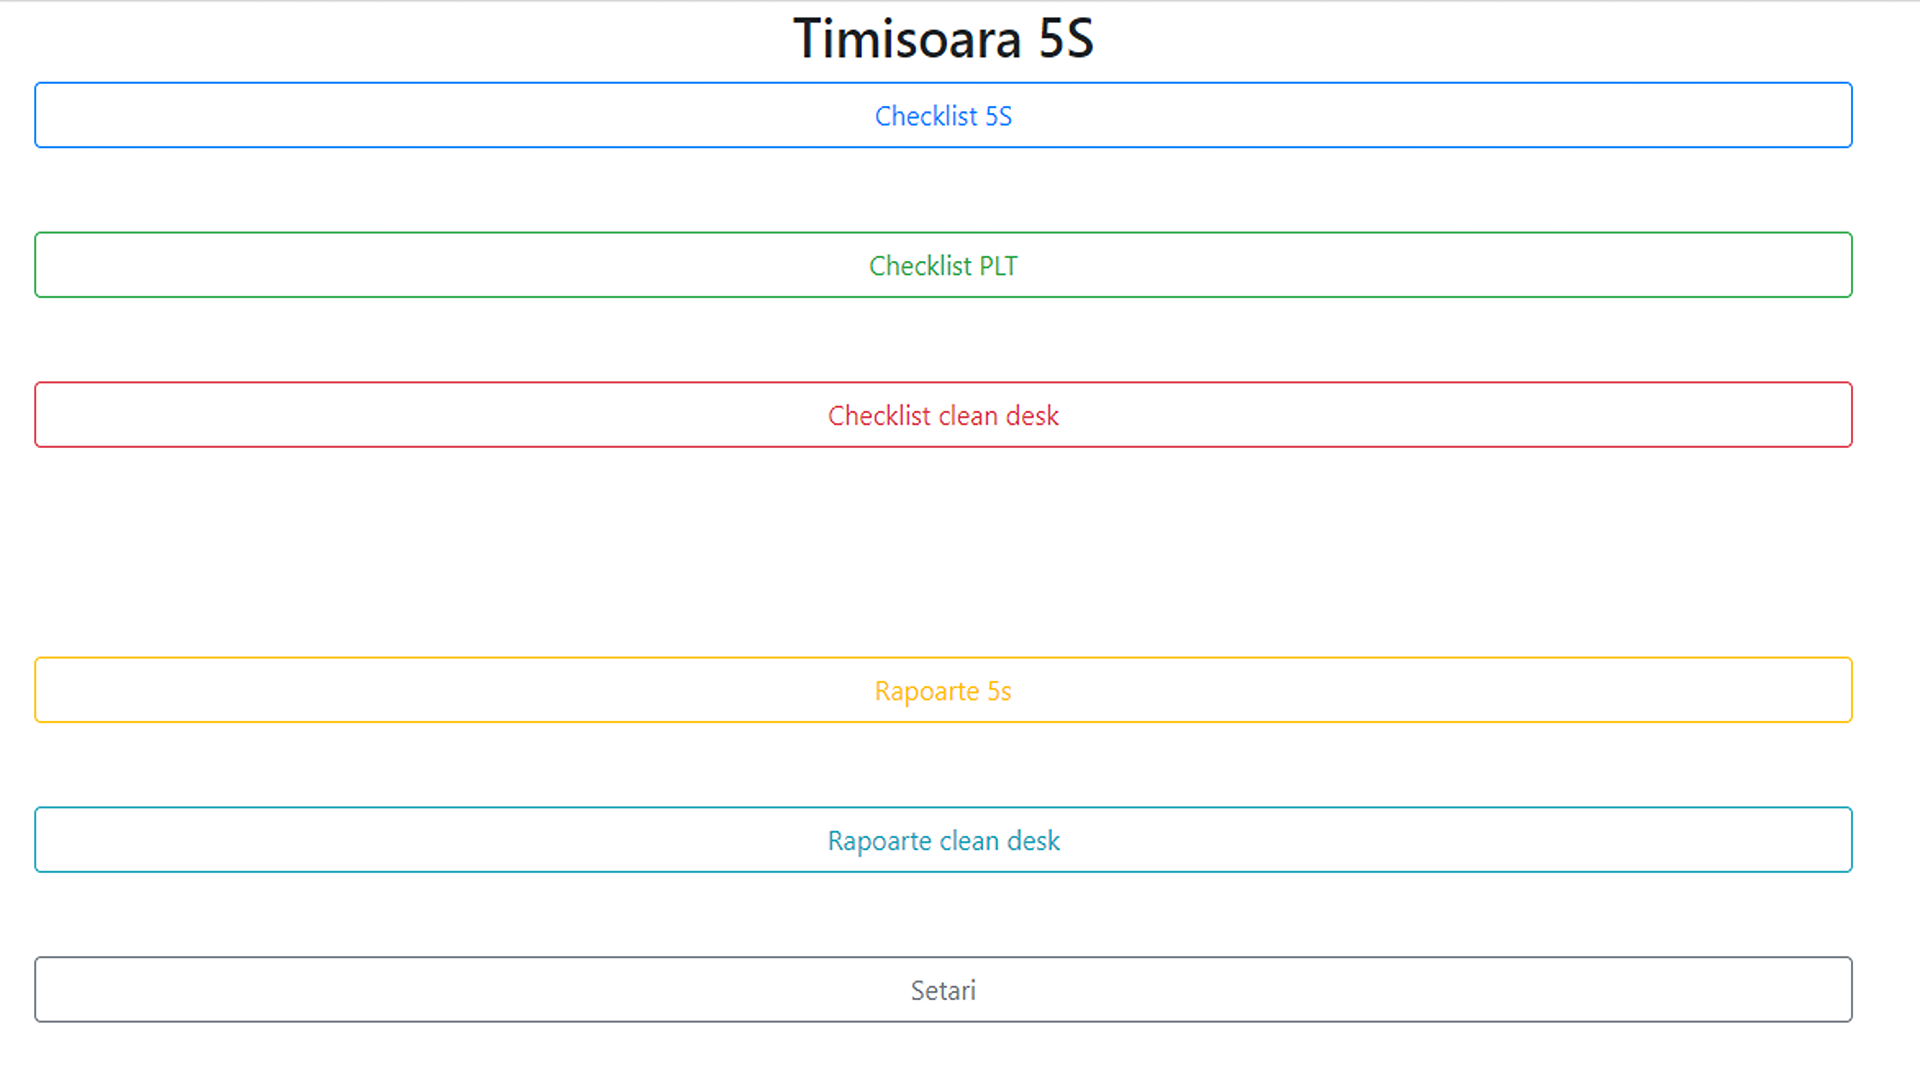 Timisoara 5S
Checklist 5S
Checklist PLT
Checklist clean desk
Rapoarte 5s
Rapoarte clean desk
Setari